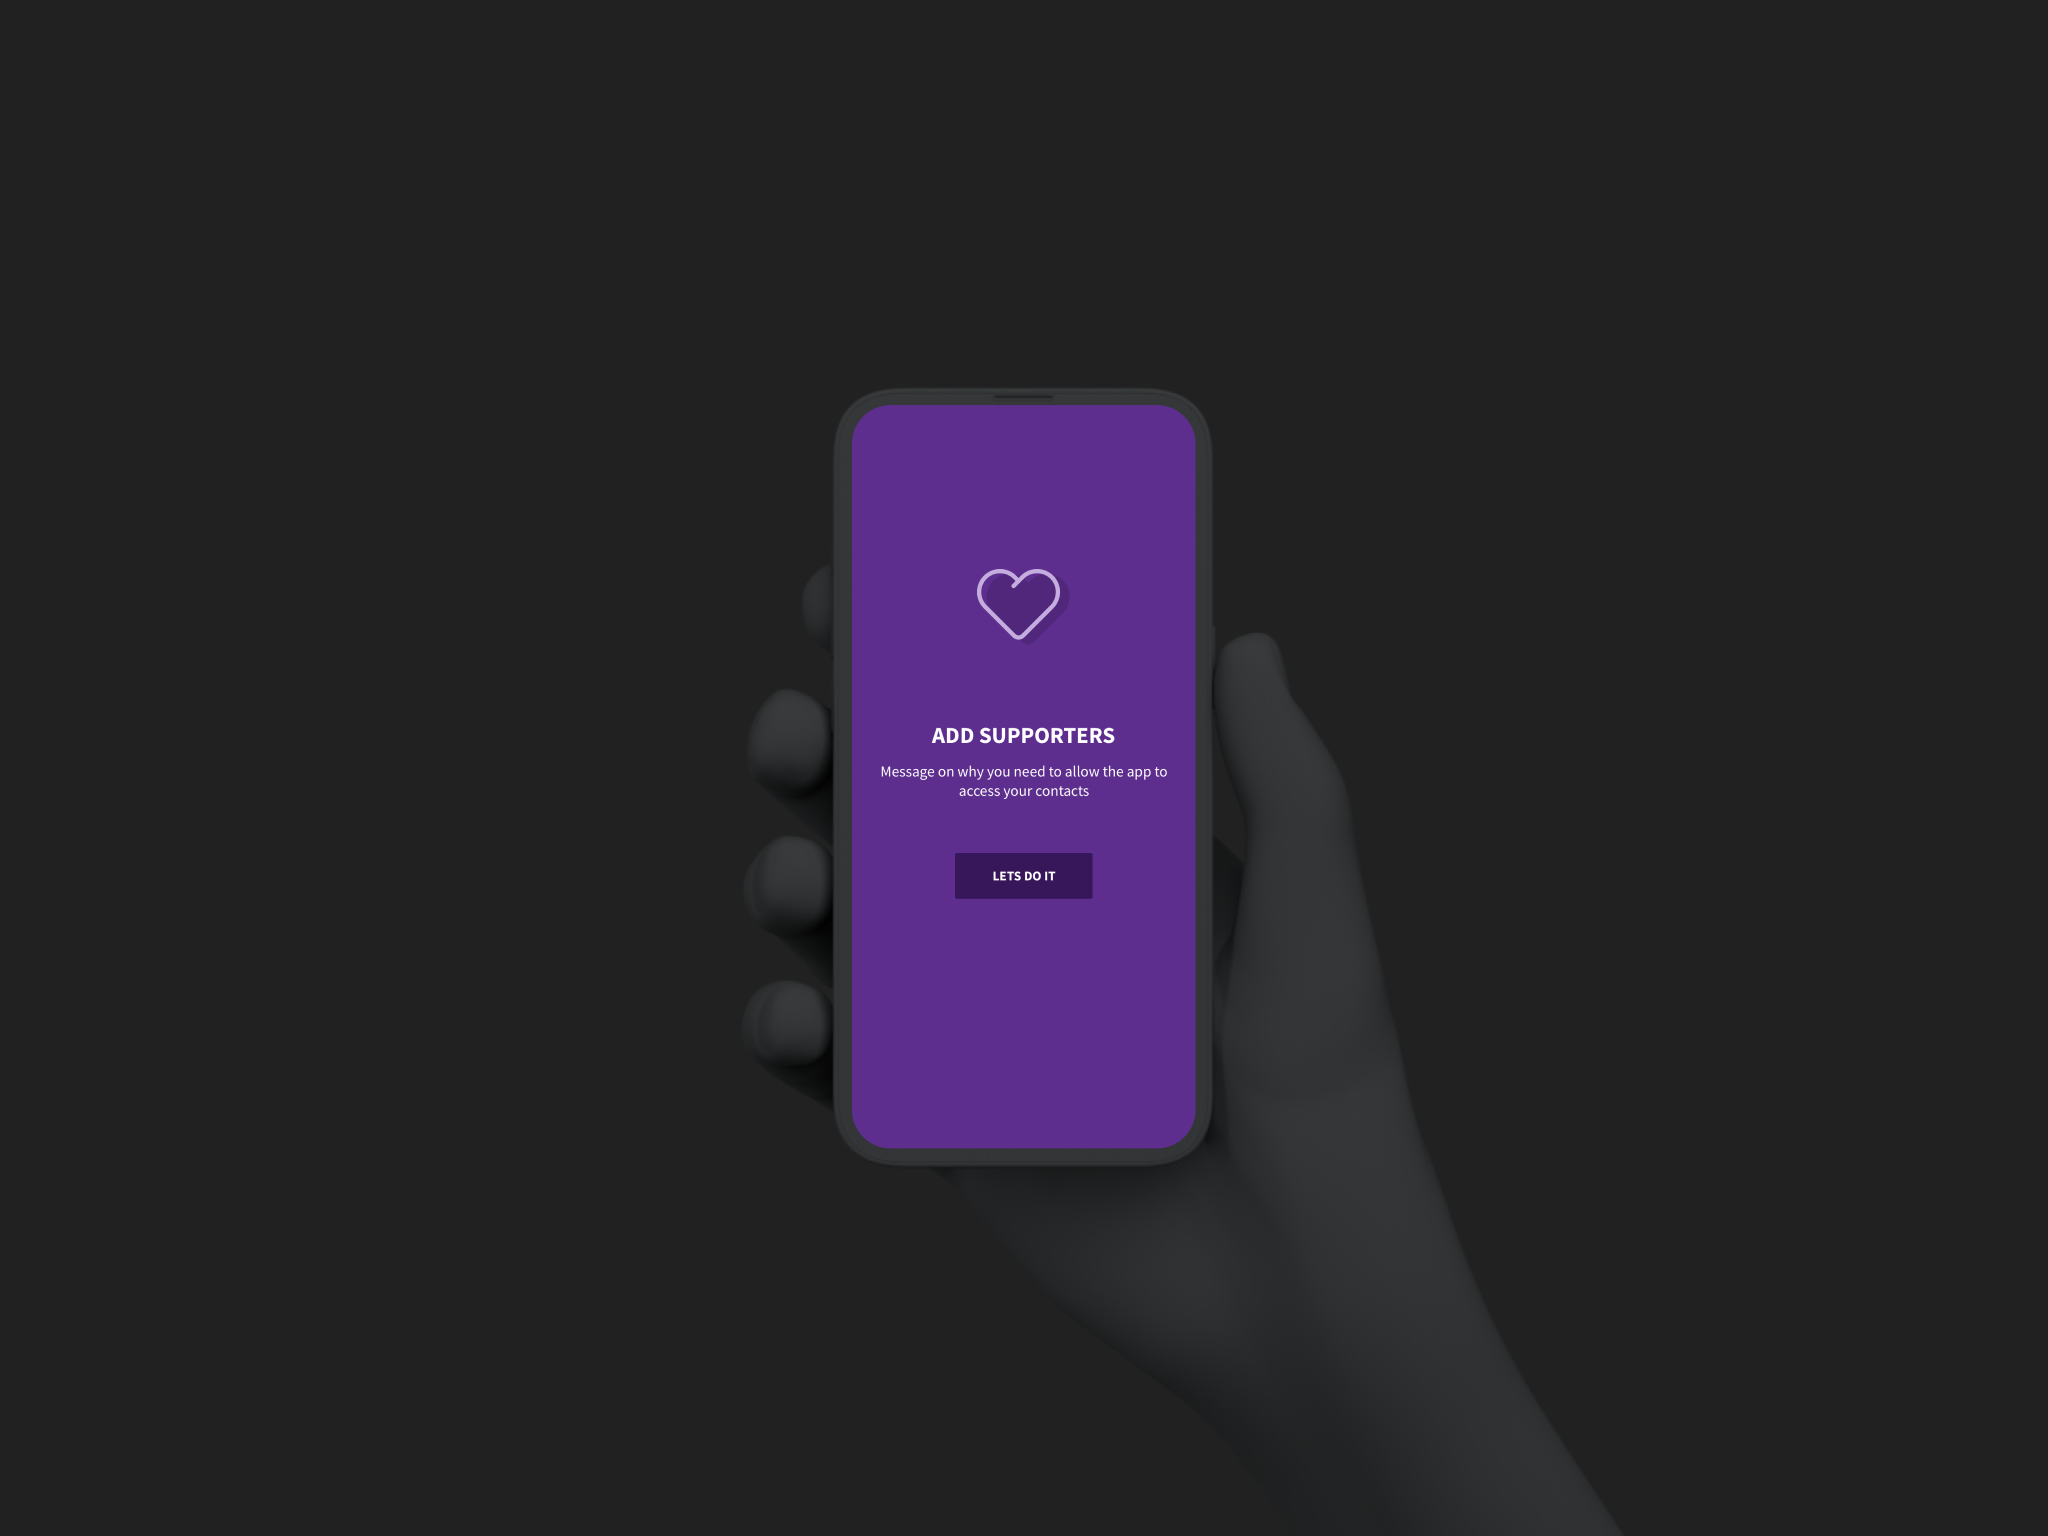 ADD SUPPORTERS
Message on why you need to allow the app to
access your contacts
LETS DO IT